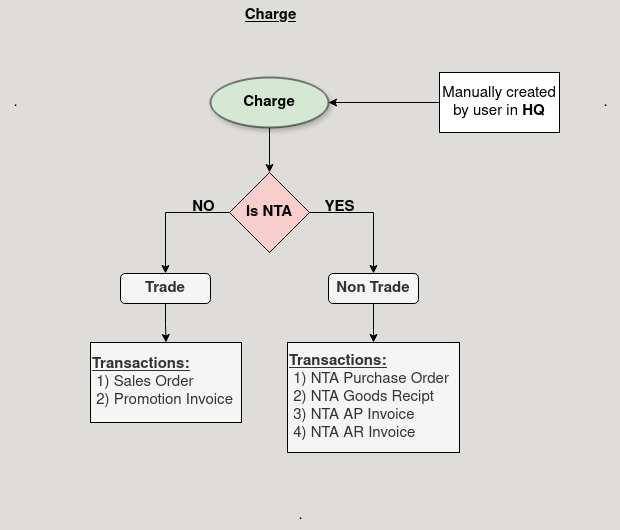 Charge
Charge
Manually created
by user in HQ
Is NTA
NO
YES
Trade
Non Trade
Transactions:
1) Sales Order
2) Promotion Invoice
Transactions:
1) NTA Purchase Order
2) NTA Goods Recipt
3) NTA AP Invoice
4) NTA AR Invoice